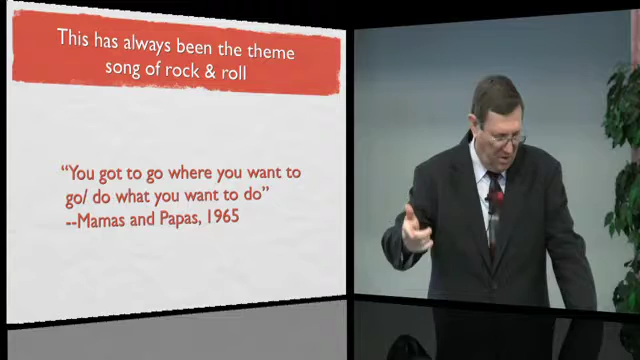 This has always been the theme
song of rock & roll
“You got to go where you want to
go/ do what you want to do”
--Mamas and Papas, 1965